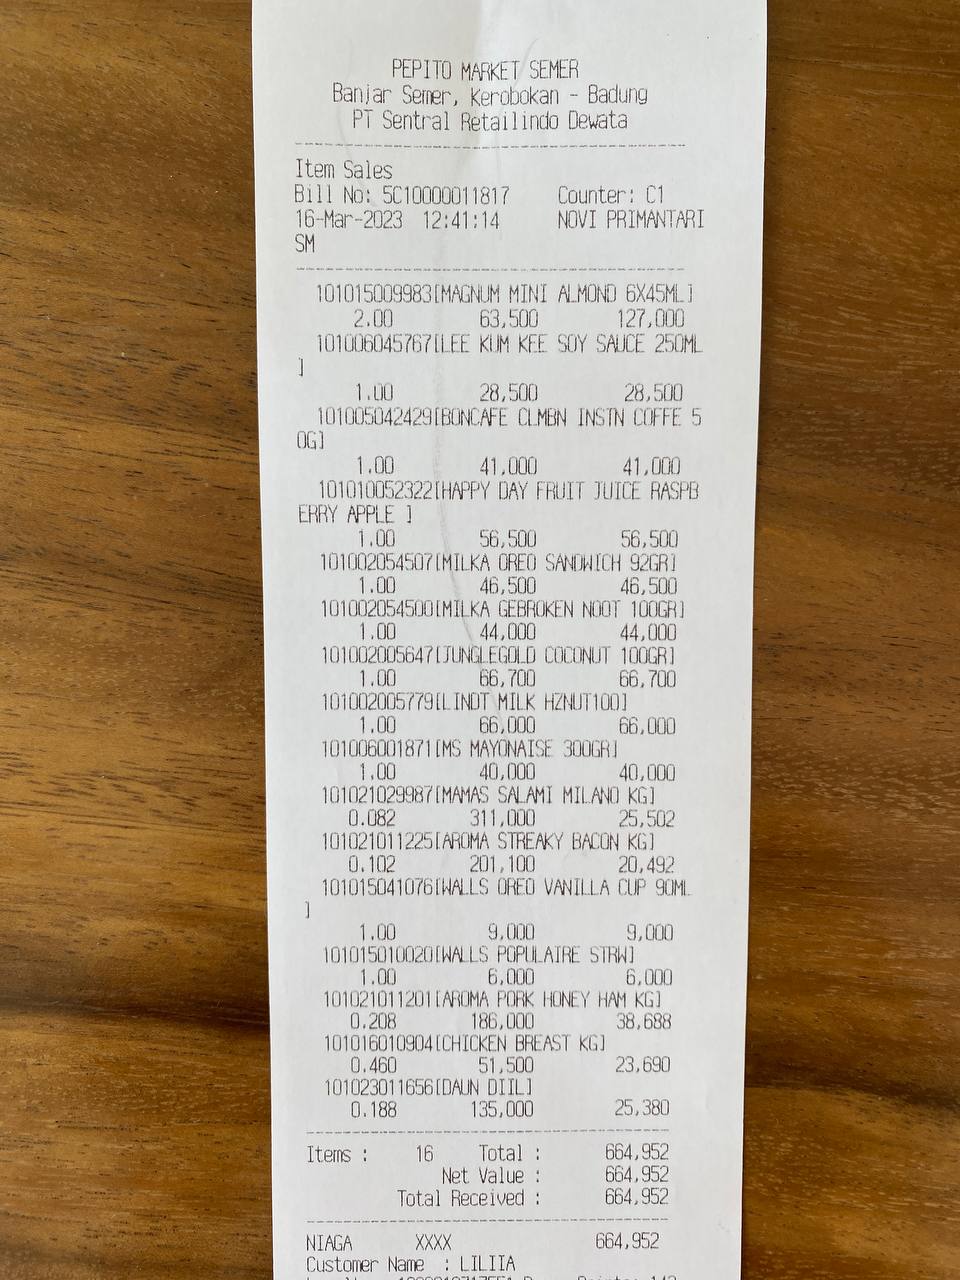 PEPITO MARKET SEMER
Banjar Semer, Kerobokan - Badung
PT Sentral Retailindo Dewata
Item Sales
Bill No: 5C10000011817 Counter: C1
16-Mar-2023 12:41:14 NOVI PRIMANTARI
SM
101015009983[MAGNUM MINI ALMOND 6X45ML]
2.00 63,500 127,000
101006045767[LEE KUM KEE SOY SAUCE 250ML
]
1.00 28,500 28,500
101005042429[BONCAFE CLMBN INSTN COFFE 5
0G]
1.00 41,000 41,000
101010052322[HAPPY DAY FRUIT JUICE RASPB
ERRY APPLE ]
1.00 56,500 56,500
101002054507[MILKA OREO SANDWICH 92GR]
1.00 46,500 46,500
101002054500[MILKA GEBROKEN NOOT 100GR]
1.00 44,000 44,000
101002005647[JUNGLEGOLD COCONUT 100GR]
1.00 66,700 66,700
101002005779[LINDT MILK HZNUT100]
1.00 66,000 66,000
101006001871[MS MAYONAISE 300GR]
1.00 40,000 40,000
101021029987[MAMAS SALAMI MILANO KG]
0.082 311,000 25,502
101021011225[AROMA STREAKY BACON KG]
0.102 201,100 20,492
101015041076[WALLS OREO VANILLA CUP 90ML
]
1.00 9,000 9,000
101015010020[WALLS POPULAIRE STRW]
1.00 6,000 6,000
101021011201[AROMA PORK HONEY HAM KG]
0.208 186,000 38,688
101016010904[CHICKEN BREAST KG]
0.460 51,500 23,690
101023011656[DAUN DIIL]
0.188 135,000 25,380
Items : 16 Total : 664,952
Net Value : 664,952
Total Received : 664,952
NIAGA XXXX 664,952
Customer Name : LILIIA